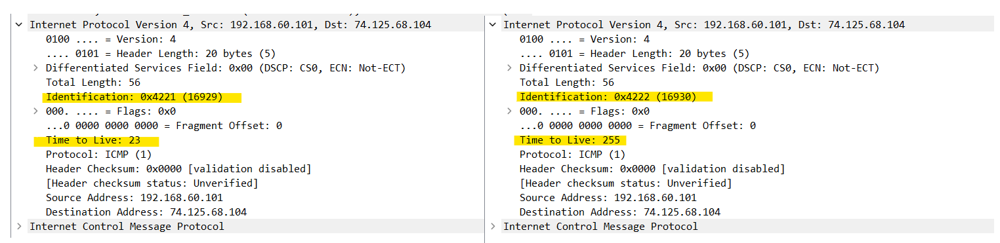 Internet Protocol Version 4, Src: 192.168.60.101, Dst: 74.125.68.104
0100 .... = Version: 4
.... 0101 = Header Length: 20 bytes (5)
Differentiated Services Field: 0x00 (DSCP: CS0, ECN: Not-ECT)
Total Length: 56
Identification: 0x4221 (16929)
000. .... = Flags: 0x0
...0 0000 0000 0000 = Fragment Offset: 0
Time to Live: 23
Protocol: ICMP (1)
Header Checksum: 0x0000 [validation disabled]
[Header checksum status: Unverified]
Source Address: 192.168.60.101
Destination Address: 74.125.68.104
Internet Control Message Protocol
Internet Protocol Version 4, Src: 192.168.60.101, Dst: 74.125.68.104
0100 .... = Version: 4
.... 0101 = Header Length: 20 bytes (5)
Differentiated Services Field: 0x00 (DSCP: CS0, ECN: Not-ECT)
Total Length: 56
Identification: 0x4222 (16930)
000. .... = Flags: 0x0
...0 0000 0000 0000 = Fragment Offset: 0
Time to Live: 255
Protocol: ICMP (1)
Header Checksum: 0x0000 [validation disabled]
[Header checksum status: Unverified]
Source Address: 192.168.60.101
Destination Address: 74.125.68.104
Internet Control Message Protocol